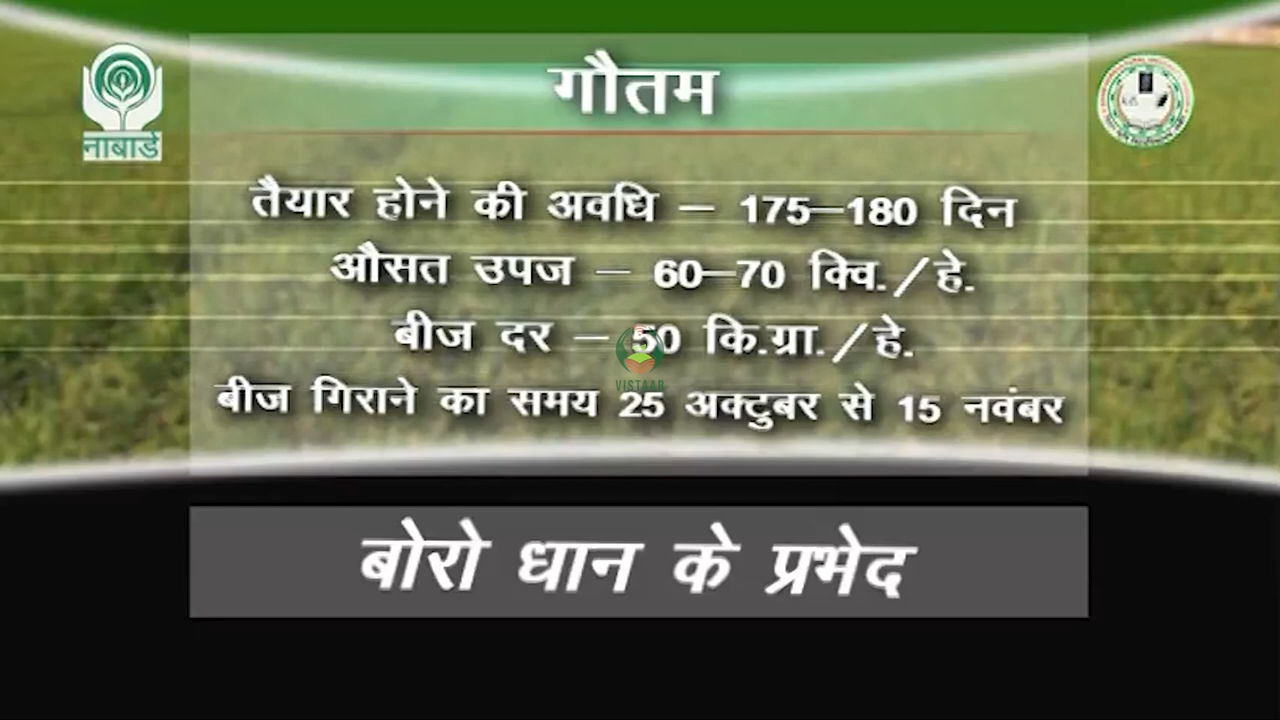 गौतम
नाबार्ड
तैयार होने की अवधि – 175–180 दिन
औसत उपज – 60–70 क्वि./हे.
बीज दर – 50 कि.ग्रा./हे.
VISTAAR
बीज गिराने का समय 25 अक्टुबर से 15 नवंबर
बोरो धान के प्रभेद